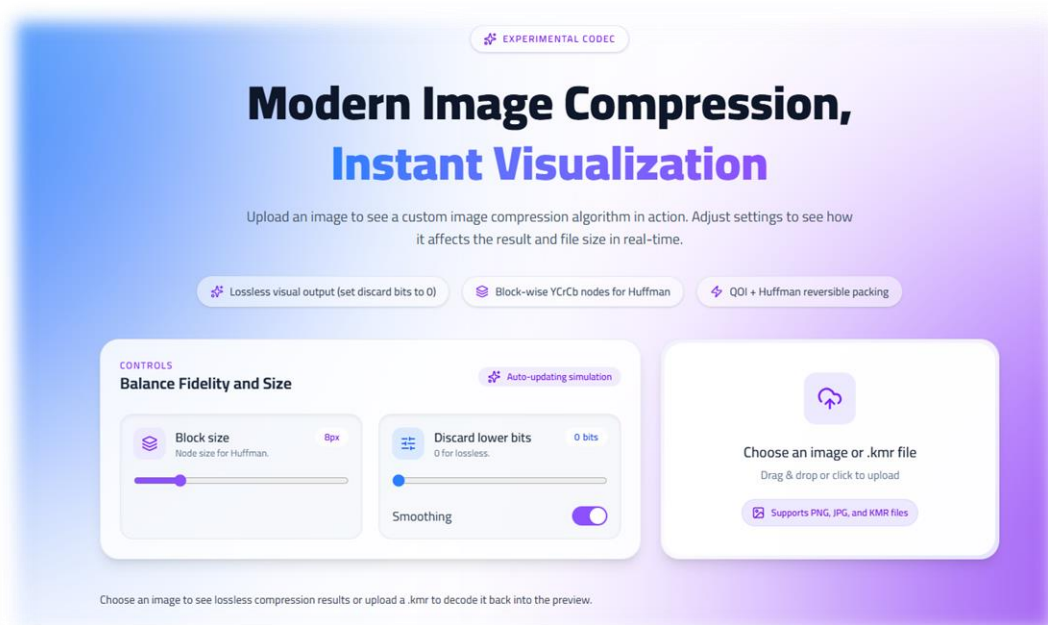 EXPERIMENTAL CODEC
Modern Image Compression,
Instant Visualization
Upload an image to see a custom image compression algorithm in action. Adjust settings to see how
it affects the result and file size in real-time.
Lossless visual output (set discard bits to 0)
Block-wise YCrCb nodes for Huffman
QOI + Huffman reversible packing
CONTROLS
Balance Fidelity and Size
Auto-updating simulation
Block size
8px
Node size for Huffman.
Discard lower bits
0 bits
0 for lossless.
Smoothing
Choose an image or .kmr file
Drag & drop or click to upload
Supports PNG, JPG, and KMR files
Choose an image to see lossless compression results or upload a .kmr to decode it back into the preview.